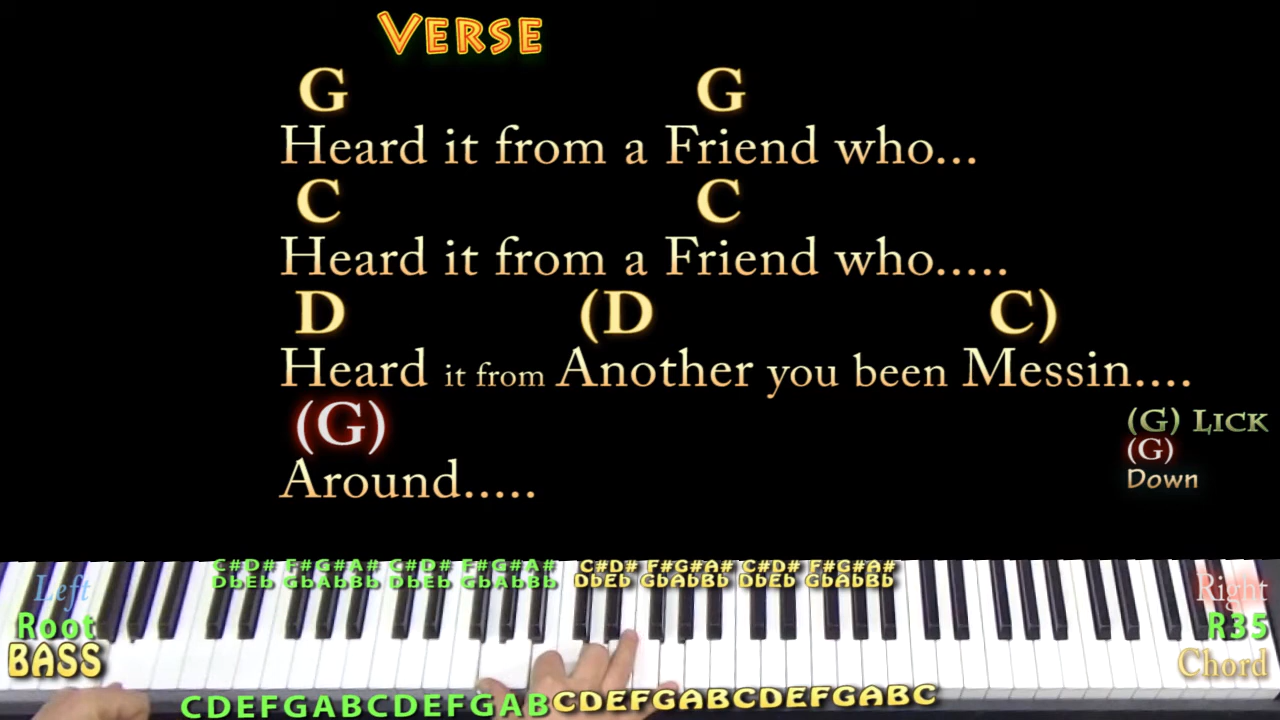 VERSE
G G
Heard it from a Friend who...
C C
Heard it from a Friend who.....
D (D C)
Heard it from Another you been Messin....
(G)
Around.....
(G) LICK
(G)
Down
C#D# F#G#A# C#D# F#G#A# C#D# F#G#A# C#D# F#G#A#
DbEb GbAbBb DbEb GbAbBb DbEb GbAbBb DbEb GbAbBb
Left
Root
BASS
Right
R35
Chord
CDEFGABCDEFGABCDEFGABCDEFGABC